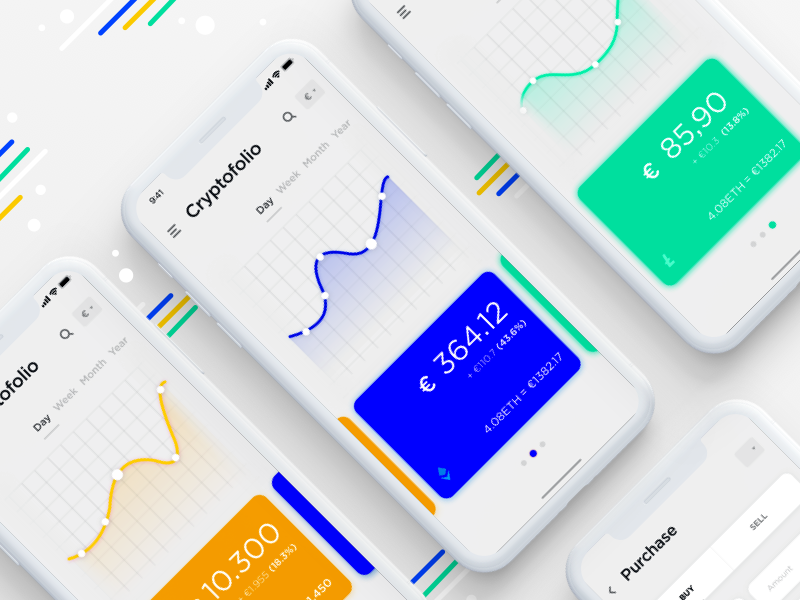 9:41
Cryptofolio
€
Day Week Month Year
€ 364.12
+ €110.7 (43.6%)
4.08ETH = €1382.17
tofolio
€
Day Week Month Year
10.300
+ €1.955 (18.3%)
1,450
€ 85,90
+ €10.3 (13.8%)
4.08ETH = €1382.17
Ł
Purchase
BUY
SELL
Amount